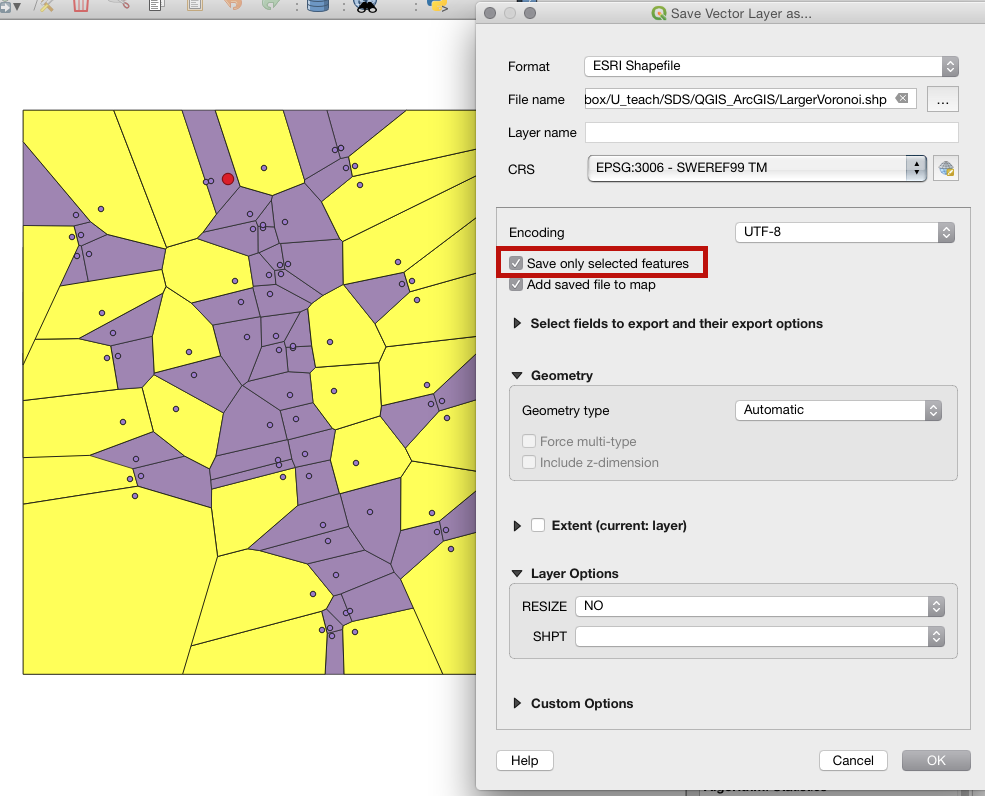 Save Vector Layer as...
Format ESRI Shapefile
File name box/U_teach/SDS/QGIS_ArcGIS/LargerVoronoi.shp ...
Layer name
CRS EPSG:3006 - SWEREF99 TM
Encoding UTF-8
Save only selected features
Add saved file to map
Select fields to export and their export options
Geometry
Geometry type Automatic
Force multi-type
Include z-dimension
Extent (current: layer)
Layer Options
RESIZE NO
SHPT
Custom Options
Help Cancel OK